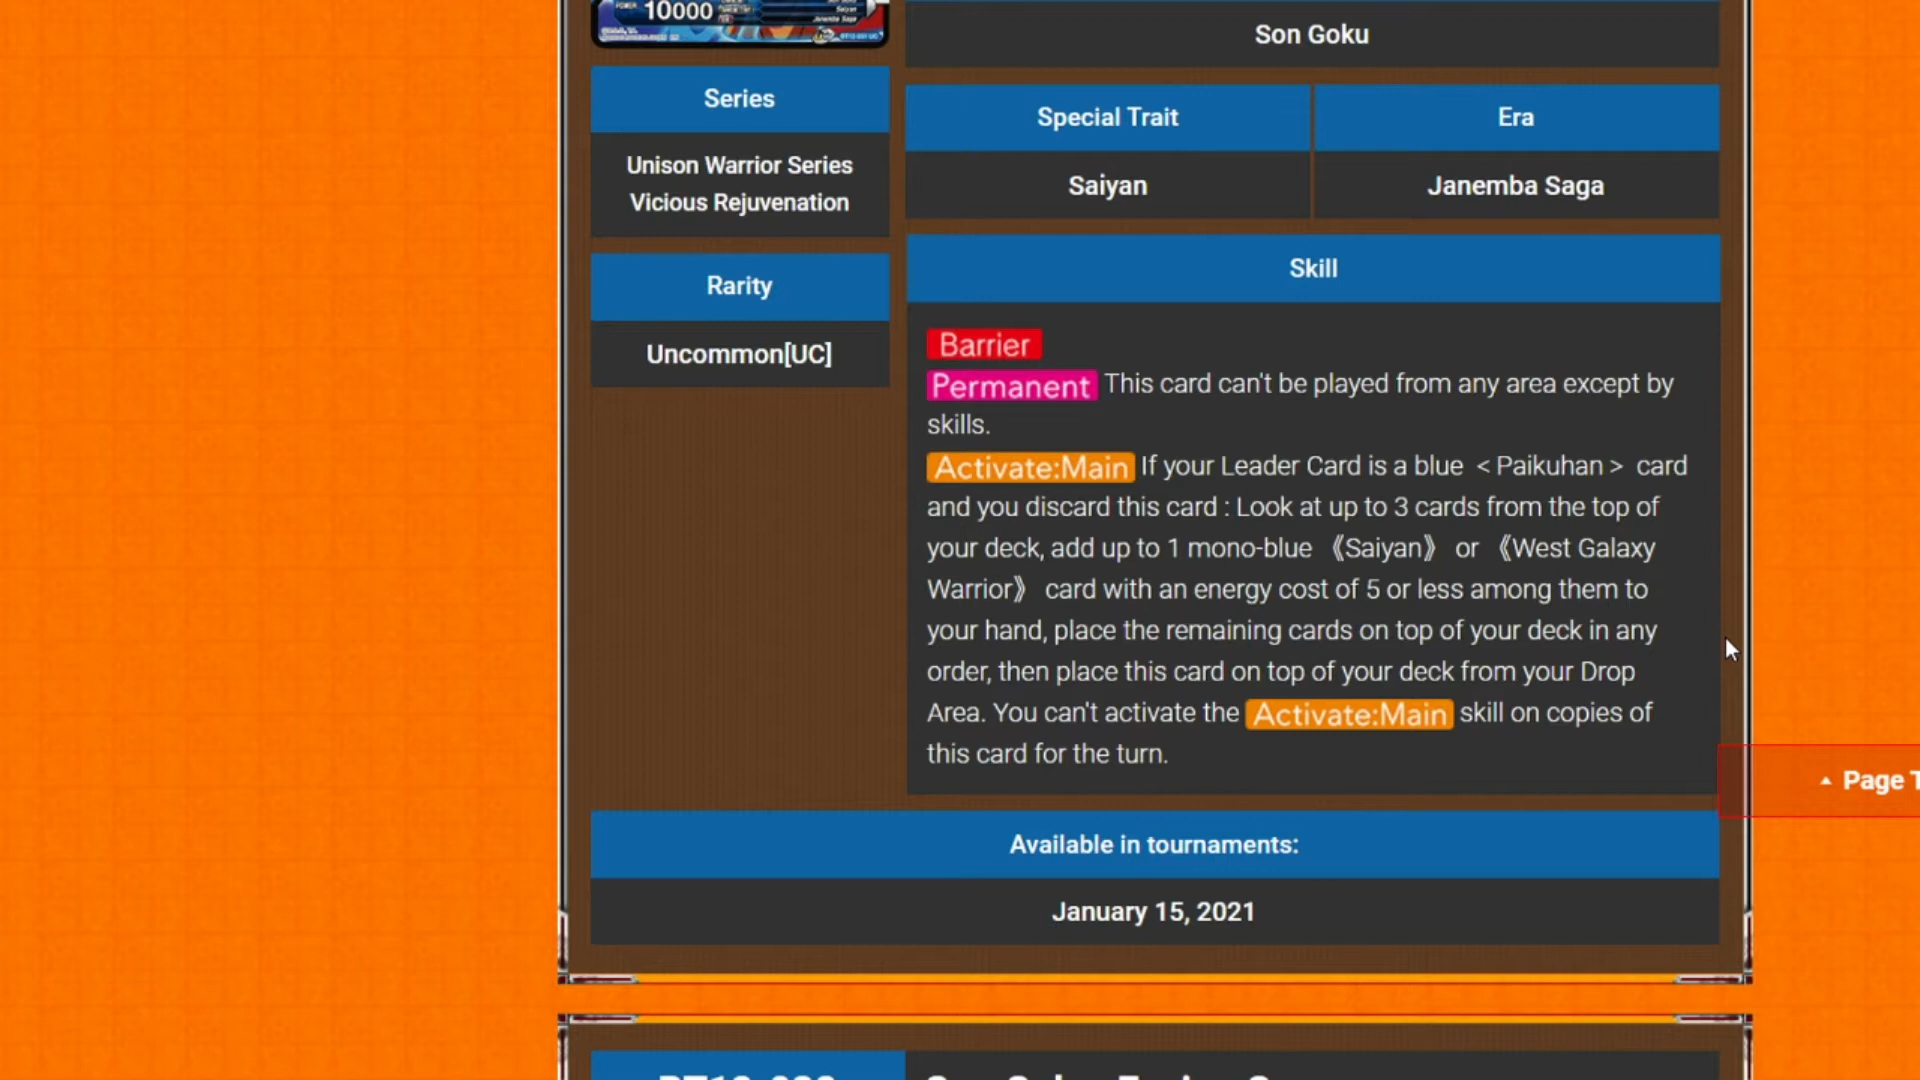 10000
Janemba Saga
Son Goku
Series
Unison Warrior Series
Vicious Rejuvenation
Rarity
Uncommon[UC]
Special Trait
Era
Saiyan
Janemba Saga
Skill
Barrier
Permanent This card can't be played from any area except by
skills.
Activate:Main If your Leader Card is a blue <Paikuhan> card
and you discard this card : Look at up to 3 cards from the top of
your deck, add up to 1 mono-blue 《Saiyan》 or 《West Galaxy
Warrior》 card with an energy cost of 5 or less among them to
your hand, place the remaining cards on top of your deck in any
order, then place this card on top of your deck from your Drop
Area. You can't activate the Activate:Main skill on copies of
this card for the turn.
Page T
Available in tournaments:
January 15, 2021